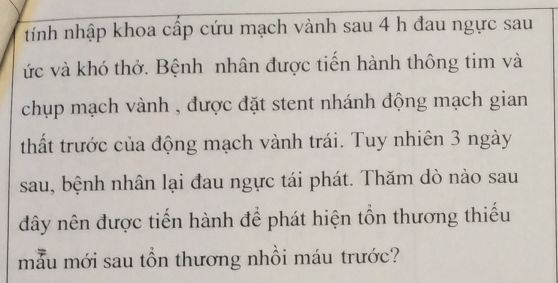 tính nhập khoa cấp cứu mạch vành sau 4 h đau ngực sau
ức và khó thở. Bệnh nhân được tiến hành thông tim và
chụp mạch vành , được đặt stent nhánh động mạch gian
thất trước của động mạch vành trái. Tuy nhiên 3 ngày
sau, bệnh nhân lại đau ngực tái phát. Thăm dò nào sau
đây nên được tiến hành để phát hiện tổn thương thiếu
mẫu mới sau tổn thương nhồi máu trước?